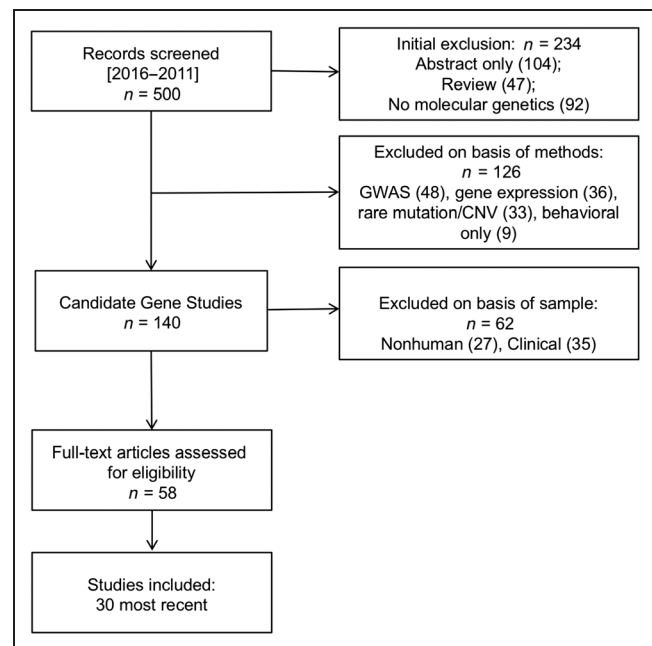 Records screened
[2016–2011]
n = 500
Initial exclusion: n = 234
Abstract only (104);
Review (47);
No molecular genetics (92)
Excluded on basis of methods:
n = 126
GWAS (48), gene expression (36),
rare mutation/CNV (33), behavioral
only (9)
Candidate Gene Studies
n = 140
Excluded on basis of sample:
n = 62
Nonhuman (27), Clinical (35)
Full-text articles assessed
for eligibility
n = 58
Studies included:
30 most recent